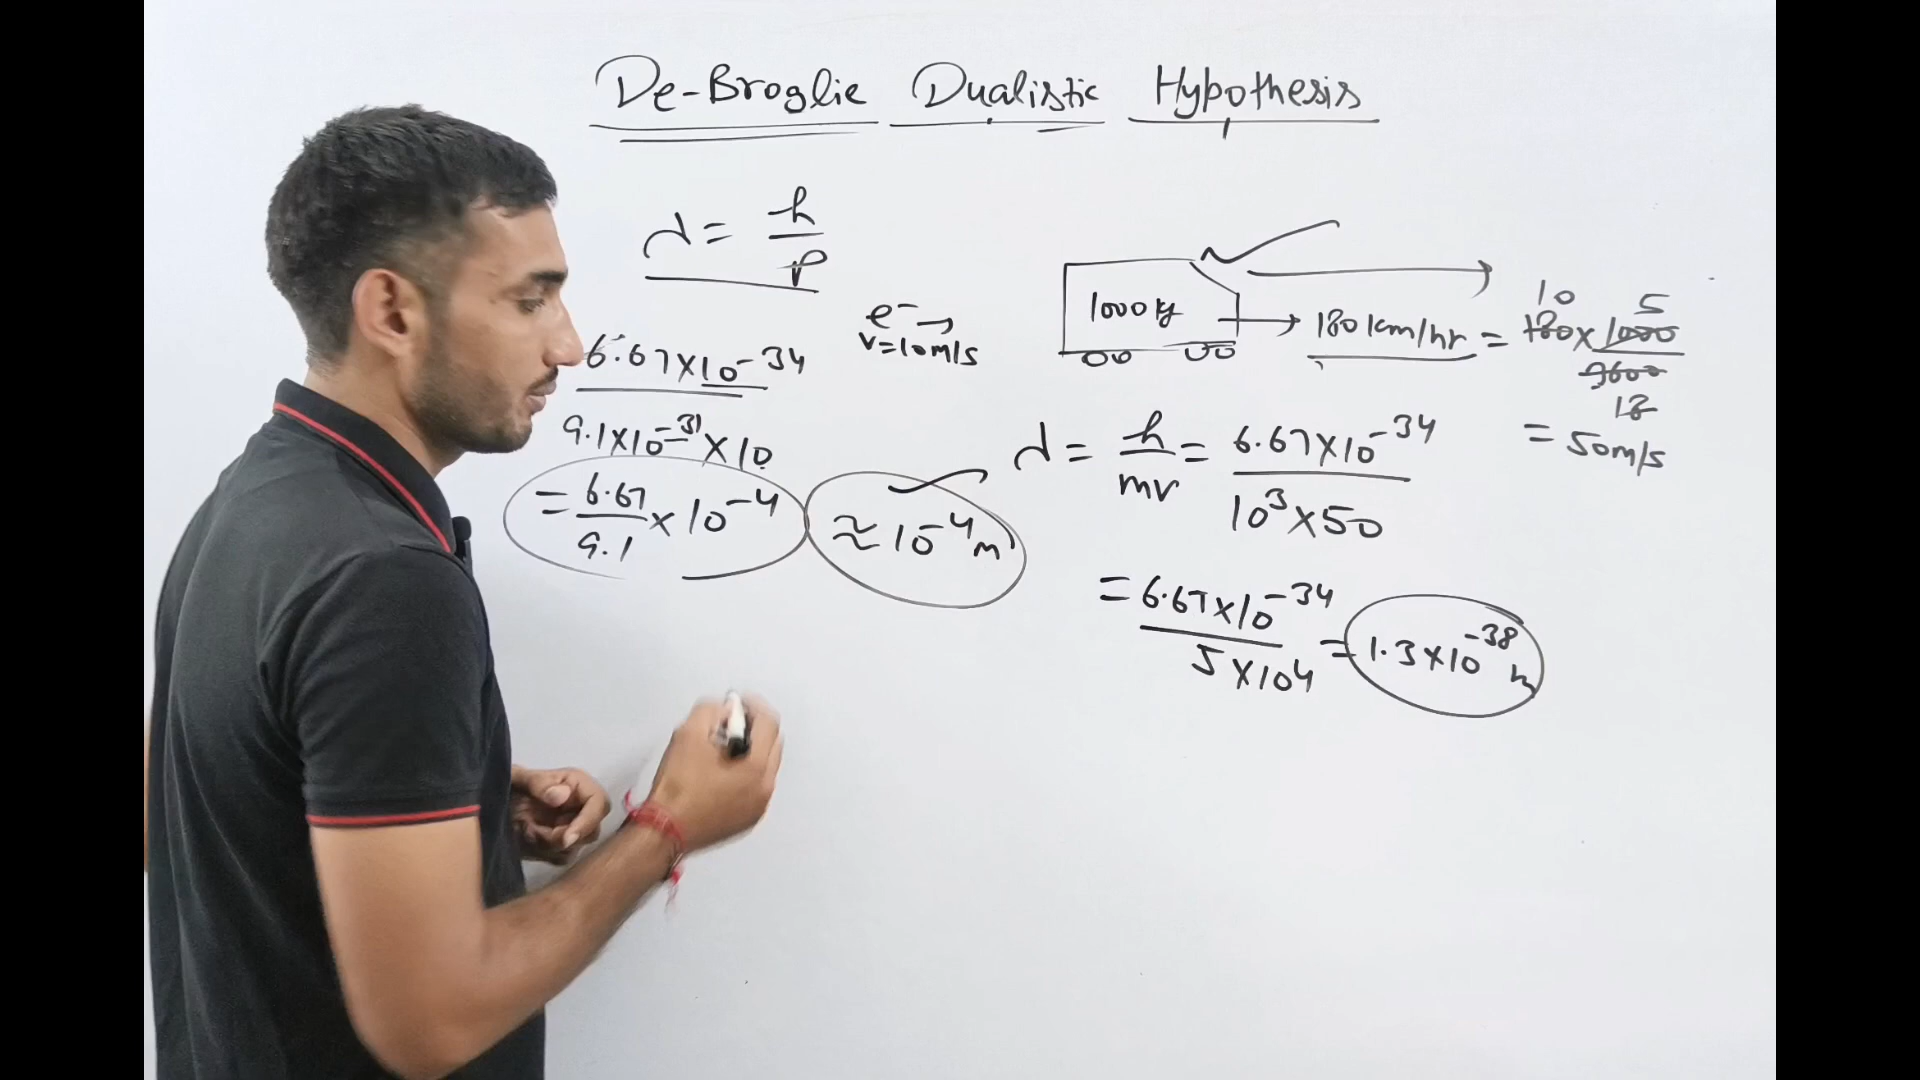 De-Broglie Dualistic Hypothesis
λ = h/p
e⁻ →
v=10m/s
6.67×10⁻³⁴
9.1×10⁻³¹×10
= 6.67/9.1 × 10⁻⁴
≈ 10⁻⁴m
1000kg → 180km/hr = 180×1000/3600
10 5
18
= 50m/s
λ = h/mv = 6.67×10⁻³⁴/10³×50
= 6.67×10⁻³⁴/5×10⁴ = 1.3×10⁻³⁸m